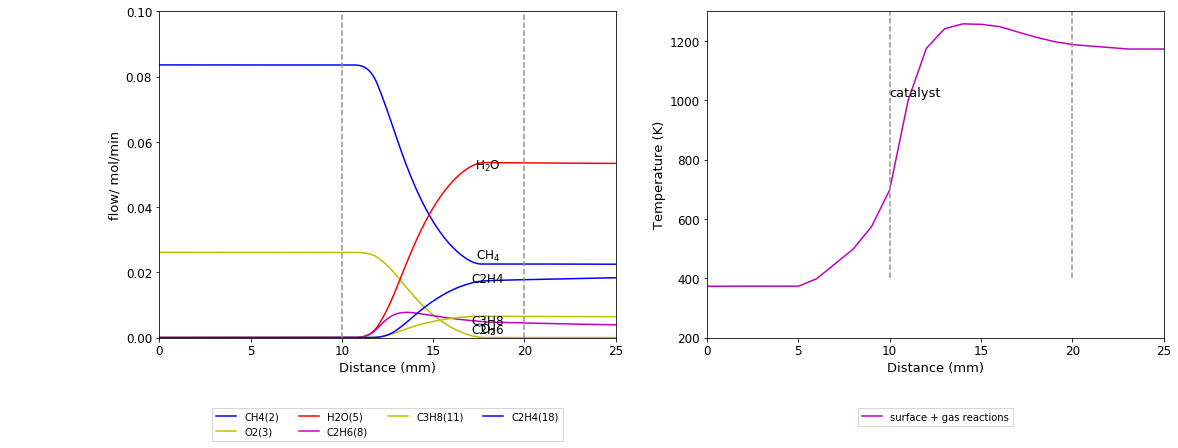 0.10
0.08
0.06
0.04
0.02
0.00
flow/ mol/min
H₂O
CH₄
C2H4
C3H8
C2H6
O₂
0 5 10 15 20 25
Distance (mm)
CH4(2) H2O(5) C3H8(11) C2H4(18)
O2(3) C2H6(8)
1200
1000
800
600
400
200
Temperature (K)
catalyst
0 5 10 15 20 25
Distance (mm)
surface + gas reactions